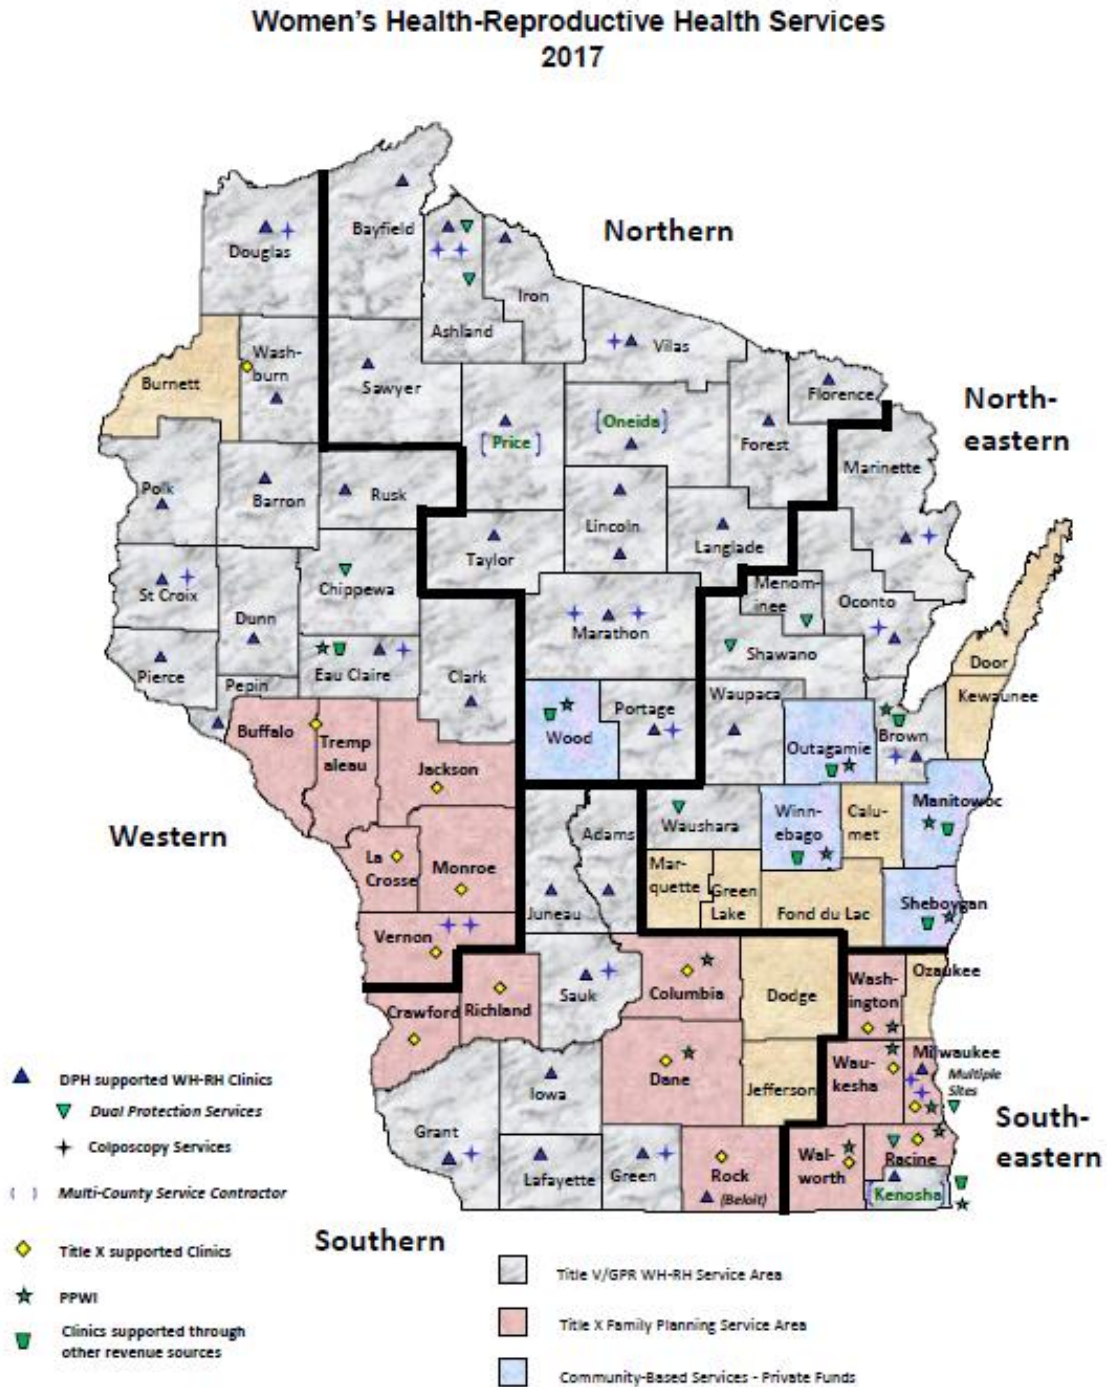 Women's Health-Reproductive Health Services
2017
Northern
Bayfield
Douglas
Iron
Ashland
Vilas
Wash-
burn
Burnett
Sawyer
Florence
North-
eastern
(Oneida)
[Price]
Forest
Marinette
Polk
Barron
Rusk
Lincoln
Langlade
Taylor
Menom-
inee
Chippewa
St Croix
Oconto
Dunn
Marathon
Shawano
Door
Eau Claire
Pierce
Pepin
Clark
Waupaca
Kewaunee
Portage
Buffalo
Tremp
aleau
Wood
Outagamie
Brown
Jackson
Manitowoc
Western
Adams
Waushara
Winn-
ebago
Calu-
met
La
Crosse
Monroe
Mar-
quette
Green
Lake
Juneau
Fond du Lac
Sheboygan
Vernon
Ozaukee
Wash-
ington
Sauk
Columbia
Dodge
Crawford
Richland
Milwaukee
Multiple
Sites
Wau-
kesha
Dane
Jefferson
Iowa
South-
eastern
Grant
Racine
Wal-
worth
Lafayette
Green
Rock
(Beloit)
[Kenosha]
Southern
DPH supported WH-RH Clinics
Dual Protection Services
Colposcopy Services
( ) Multi-County Service Contractor
Title X supported Clinics
PPWI
Clinics supported through
other revenue sources
Title V/GPR WH-RH Service Area
Title X Family Planning Service Area
Community-Based Services - Private Funds